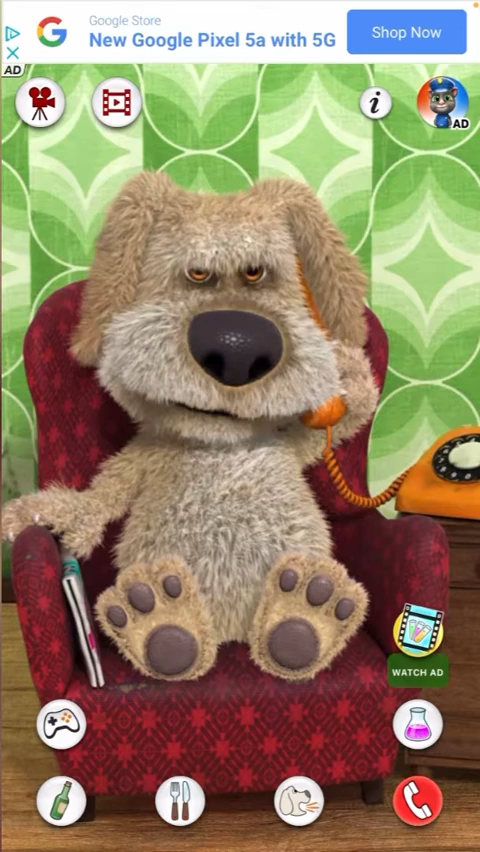 Google Store
New Google Pixel 5a with 5G
Shop Now
AD
i
AD
WATCH AD